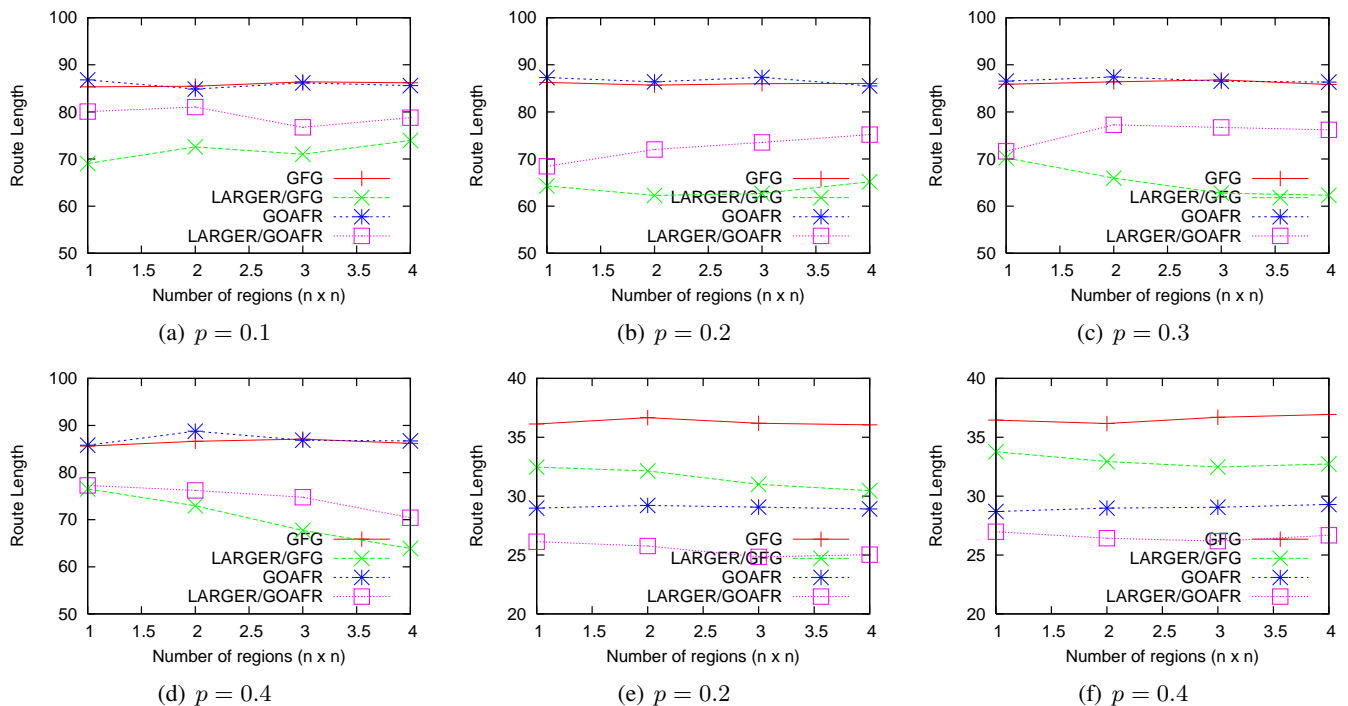 100
90
80
70
60
50
Route Length
GFG
LARGER/GFG
GOAFR
LARGER/GOAFR
1 1.5 2 2.5 3 3.5 4
Number of regions (n x n)
(a) p = 0.1
100
90
80
70
60
50
Route Length
GFG
LARGER/GFG
GOAFR
LARGER/GOAFR
1 1.5 2 2.5 3 3.5 4
Number of regions (n x n)
(b) p = 0.2
100
90
80
70
60
50
Route Length
GFG
LARGER/GFG
GOAFR
LARGER/GOAFR
1 1.5 2 2.5 3 3.5 4
Number of regions (n x n)
(c) p = 0.3
100
90
80
70
60
50
Route Length
GFG
LARGER/GFG
GOAFR
LARGER/GOAFR
1 1.5 2 2.5 3 3.5 4
Number of regions (n x n)
(d) p = 0.4
40
35
30
25
20
Route Length
GFG
LARGER/GFG
GOAFR
LARGER/GOAFR
1 1.5 2 2.5 3 3.5 4
Number of regions (n x n)
(e) p = 0.2
40
35
30
25
20
Route Length
GFG
LARGER/GFG
GOAFR
LARGER/GOAFR
1 1.5 2 2.5 3 3.5 4
Number of regions (n x n)
(f) p = 0.4